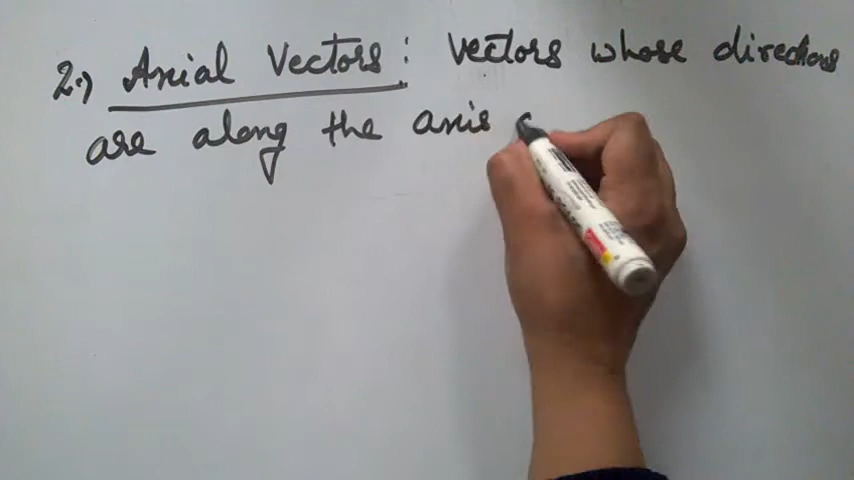 2.) Axial Vectors : Vectors whose directions
are along the axis